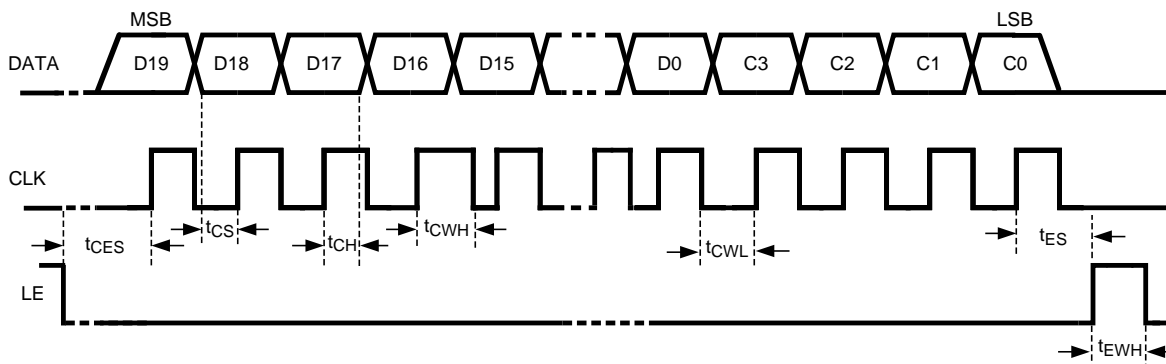 MSB LSB
DATA D19 D18 D17 D16 D15 D0 C3 C2 C1 C0
CLK
tCES tCS tCH tCWH tCWL tES
LE
tEWH